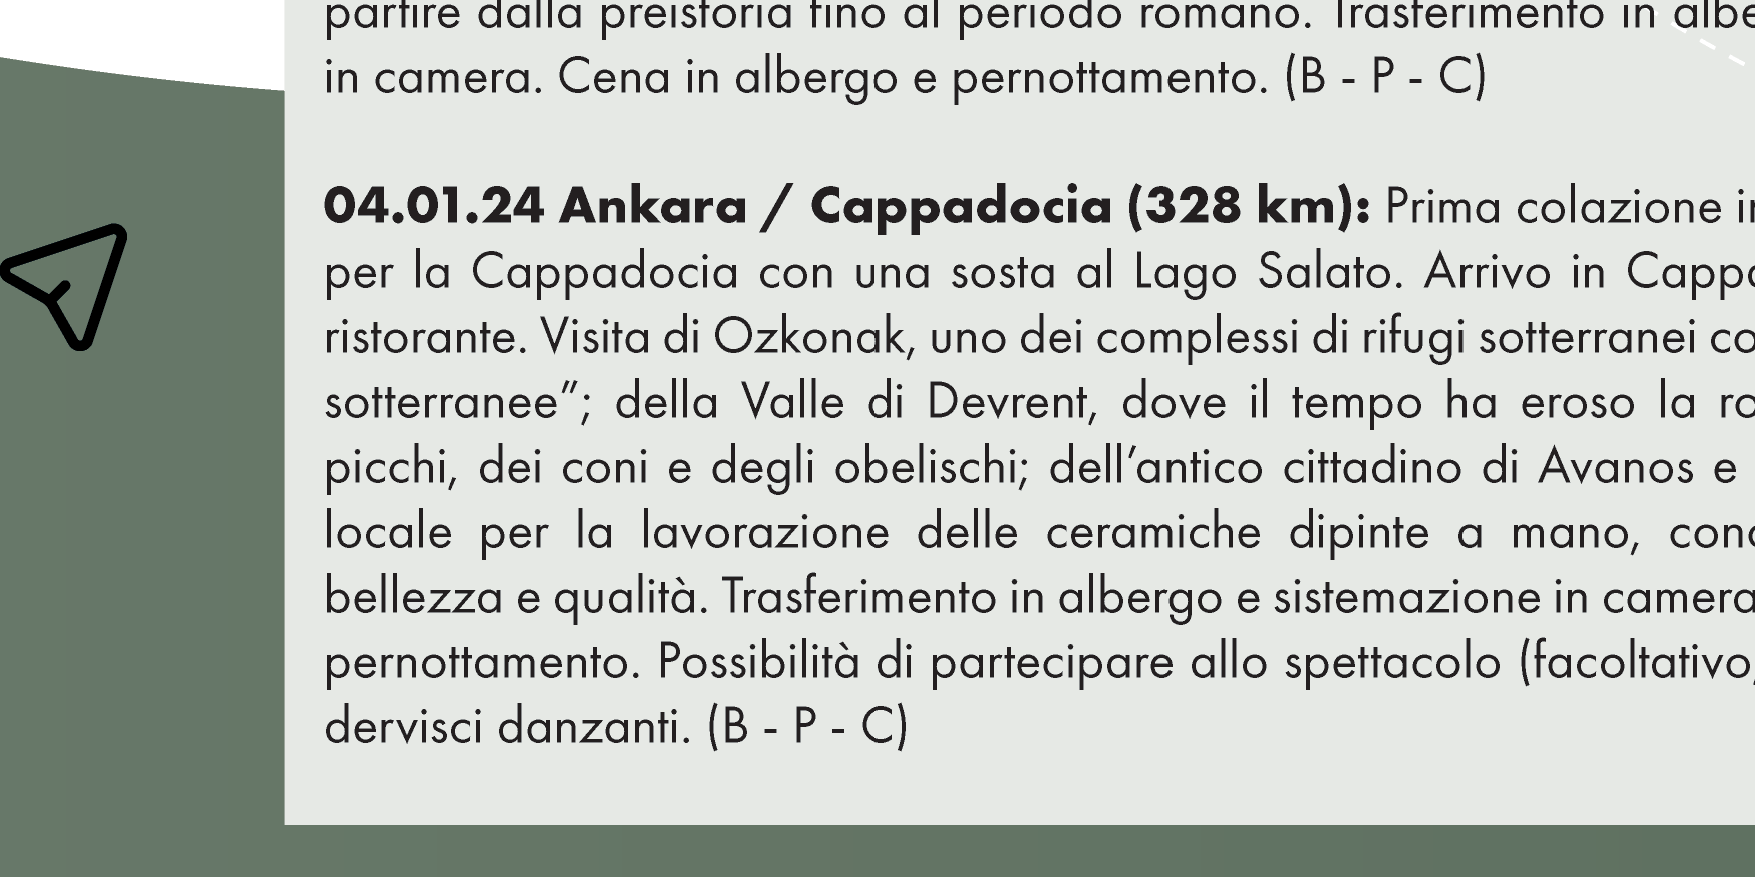 partire dalla preistoria fino al periodo romano. Trasferimento in
in camera. Cena in albergo e pernottamento. (B - P - C)
04.01.24 Ankara / Cappadocia (328 km): Prima colazione
per la Cappadocia con una sosta al Lago Salato. Arrivo in
ristorante. Visita di Ozkonak, uno dei complessi di rifugi sotterranei
sotterranee”; della Valle di Devrent, dove il tempo ha eroso la
picchi, dei coni e degli obelischi; dell’antico cittadino di Avanos e
locale per la lavorazione delle ceramiche dipinte a mano,
bellezza e qualità. Trasferimento in albergo e sistemazione in camera
pernottamento. Possibilità di partecipare allo spettacolo (facoltativo,
dervisci danzanti. (B - P - C)